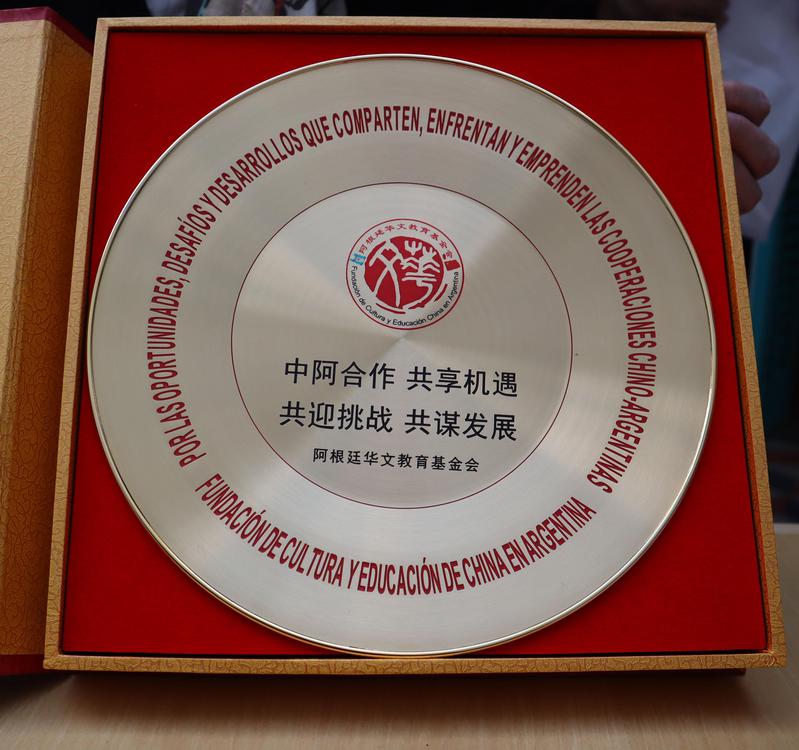 POR LAS OPORTUNIDADES, DESAFÍOS Y DESARROLLOS QUE COMPARTEN, ENFRENTAN Y EMPRENDEN LAS COOPERACIONES CHINO-ARGENTINAS
阿根廷华文教育基金会
华文
Fundación de Cultura y Educación China en Argentina
中阿合作 共享机遇
共迎挑战 共谋发展
阿根廷华文教育基金会
FUNDACIÓN DE CULTURA Y EDUCACIÓN DE CHINA EN ARGENTINA